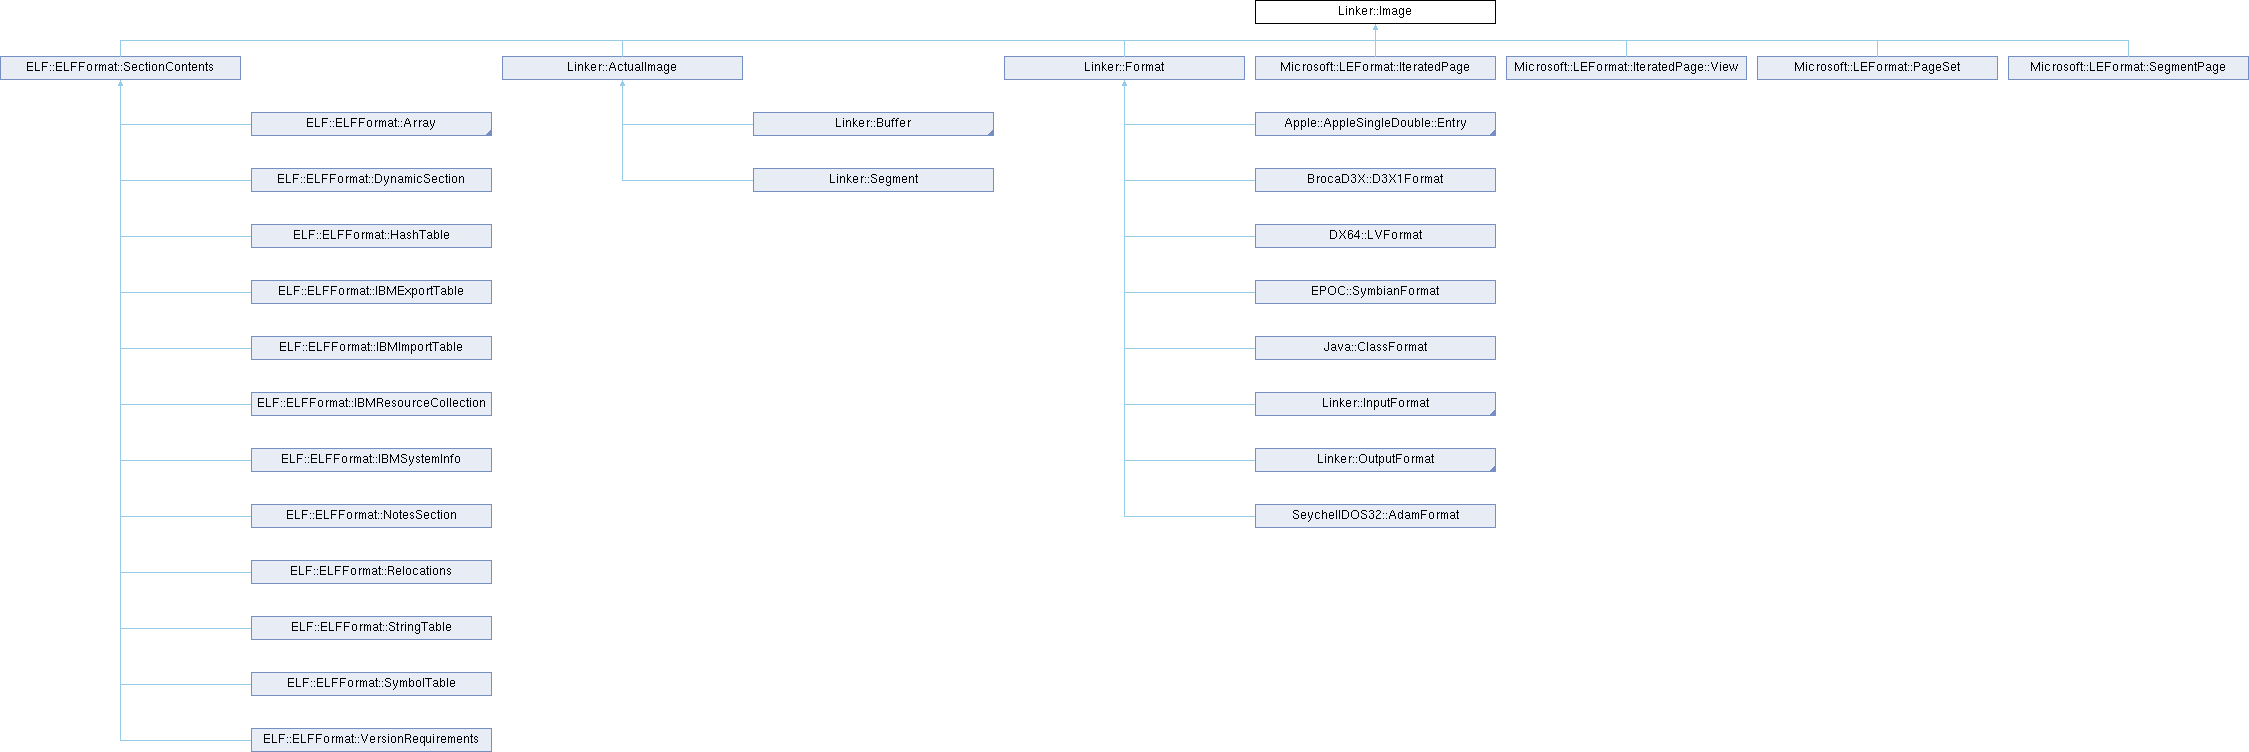 Linker::Image
ELF::ELFFormat::SectionContents
Linker::ActualImage
Linker::Format
Microsoft::LEFormat::IteratedPage
Microsoft::LEFormat::IteratedPage::View
Microsoft::LEFormat::PageSet
Microsoft::LEFormat::SegmentPage
ELF::ELFFormat::Array
Linker::Buffer
Apple::AppleSingleDouble::Entry
ELF::ELFFormat::DynamicSection
Linker::Segment
BrocaD3X::D3X1Format
ELF::ELFFormat::HashTable
DX64::LVFormat
ELF::ELFFormat::IBMExportTable
EPOC::SymbianFormat
ELF::ELFFormat::IBMImportTable
Java::ClassFormat
ELF::ELFFormat::IBMResourceCollection
Linker::InputFormat
ELF::ELFFormat::IBMSystemInfo
Linker::OutputFormat
ELF::ELFFormat::NotesSection
SeychellDOS32::AdamFormat
ELF::ELFFormat::Relocations
ELF::ELFFormat::StringTable
ELF::ELFFormat::SymbolTable
ELF::ELFFormat::VersionRequirements